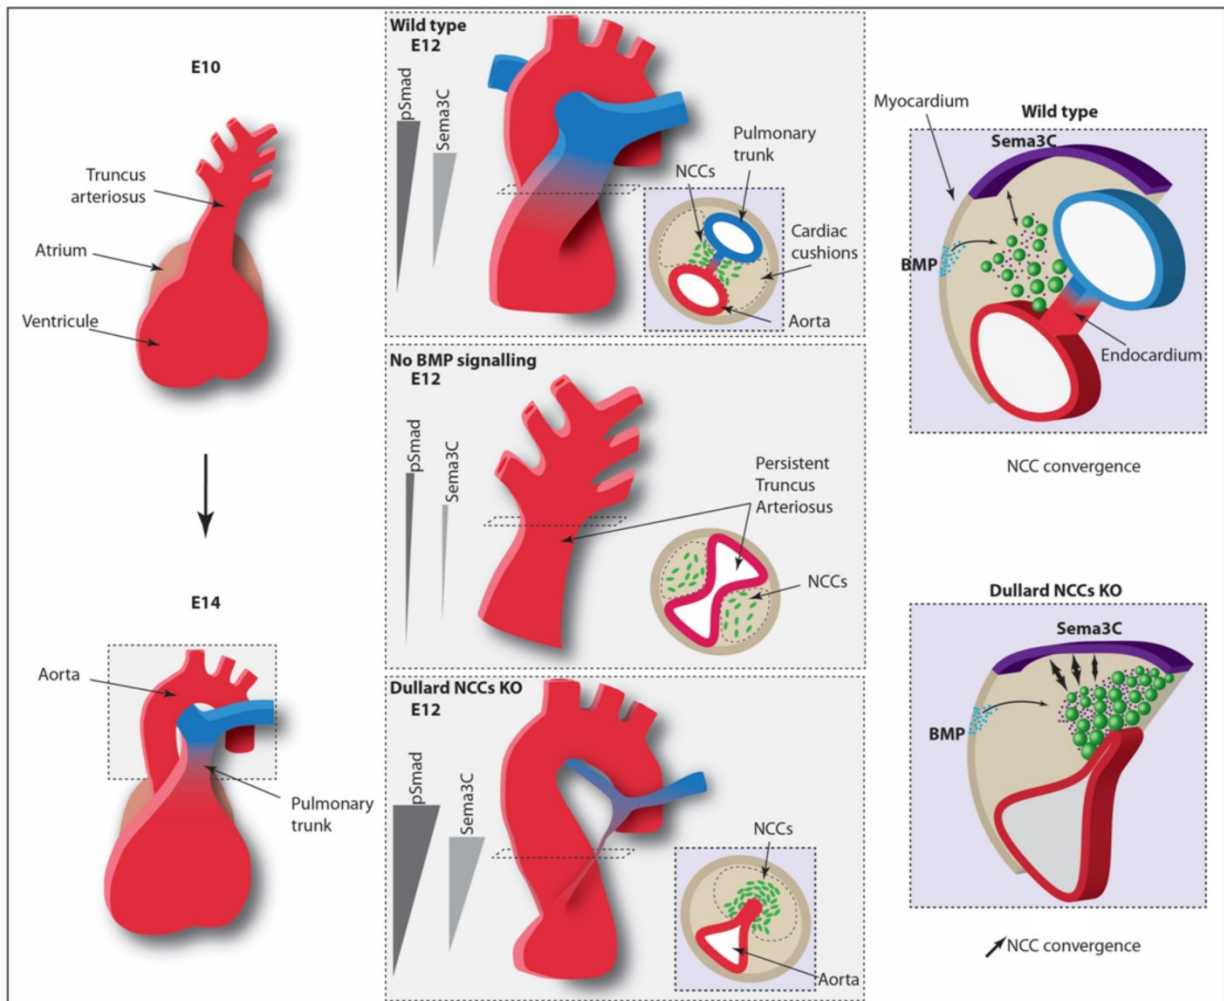 E10
Truncus
arteriosus
Atrium
Ventricule
E14
Aorta
Pulmonary
trunk
Wild type
E12
pSmad
Sema3C
NCCs
Pulmonary
trunk
Cardiac
cushions
Aorta
No BMP signalling
E12
pSmad
Sema3C
Persistent
Truncus
Arteriosus
NCCs
Dullard NCCs KO
E12
pSmad
Sema3C
NCCs
Aorta
Myocardium
Wild type
Sema3C
BMP
Endocardium
NCC convergence
Dullard NCCs KO
Sema3C
BMP
NCC convergence